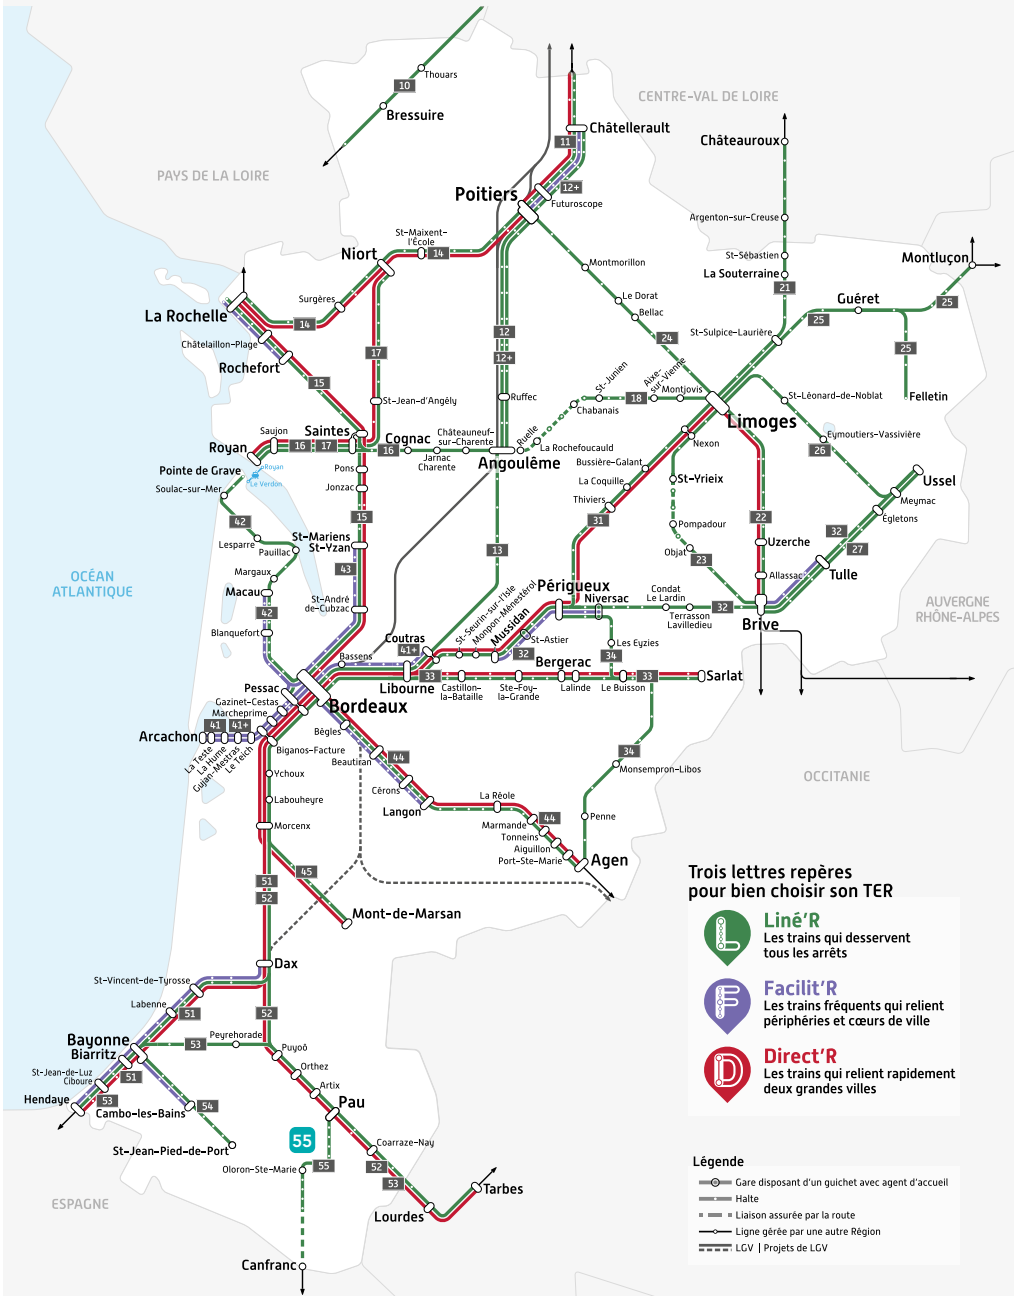 Thouars
10
Bressuire
CENTRE-VAL DE LOIRE
Châtellerault
11
Châteauroux
PAYS DE LA LOIRE
12+
Poitiers
Futuroscope
Argenton-sur-Creuse
St-Maixent-
l'École
14
Niort
Montmorillon
St-Sébastien
La Souterraine
21
Montluçon
Surgères
Le Dorat
Bellac
Guéret
25
25
La Rochelle
14
12
24
St-Sulpice-Laurière
25
Châtelaillon-Plage
17
12+
Rochefort
15
St-Junien
Aixe-
sur-Vienne
Montjovis
18
Chabanais
St-Jean-d'Angély
Ruffec
St-Léonard-de-Noblat
Felletin
Limoges
Saujon
Saintes
Cognac
Châteauneuf-
sur-Charente
Ruelle
La Rochefoucauld
Nexon
Eymoutiers-Vassivière
26
Royan
16
17
16
Jarnac
Charente
Angoulême
Bussière-Galant
Pointe de Grave
Royan
Le Verdon
Pons
Jonzac
La Coquille
St-Yrieix
Ussel
Soulac-sur-Mer
Thiviers
31
Meymac
42
15
Pompadour
22
Égletons
32
27
Lesparre
Pauillac
St-Mariens
St-Yzan
13
Objat
23
Uzerche
OCÉAN
ATLANTIQUE
Margaux
43
Allassac
Tulle
Macau
St-André
de-Cubzac
Périgueux
Niversac
Condat
Le Lardin
32
AUVERGNE
RHÔNE-ALPES
42
St-Seurin-sur-l'Isle
Monpon-Ménestérol
Mussidan
Terrasson
Lavilledieu
Brive
Blanquefort
Coutras
41+
St-Astier
32
Les Eyzies
34
Bassens
Bergerac
Pessac
Libourne
33
Castillon-
la-Bataille
Ste-Foy-
la-Grande
Lalinde
Le Buisson
33
Sarlat
Gazinet-Cestas
Marcheprime
Bordeaux
Arcachon
41
41+
Bègles
La Teste
La Hume
Gujan-Mestras
Le Teich
Biganos-Facture
Beautiran
44
34
Ychoux
Cérons
Monsempron-Libos
OCCITANIE
Labouheyre
Langon
La Réole
Morcenx
Marmande
44
Tonneins
Penne
Aiguillon
Port-Ste-Marie
Agen
45
51
52
Mont-de-Marsan
Trois lettres repères
pour bien choisir son TER
Liné'R
Les trains qui desservent
tous les arrêts
Dax
St-Vincent-de-Tyrosse
Facilit'R
Les trains fréquents qui relient
périphéries et cœurs de ville
Labenne
51
52
Bayonne
Biarritz
53
Peyrehorade
Puyoô
Direct'R
Les trains qui relient rapidement
deux grandes villes
St-Jean-de-Luz
Ciboure
51
Orthez
Hendaye
53
Artix
Cambo-les-Bains
54
Pau
St-Jean-Pied-de-Port
55
Coarraze-Nay
Oloron-Ste-Marie
55
52
53
Légende
Gare disposant d'un guichet avec agent d'accueil
ESPAGNE
Tarbes
Halte
Lourdes
Liaison assurée par la route
Ligne gérée par une autre Région
LGV | Projets de LGV
Canfranc